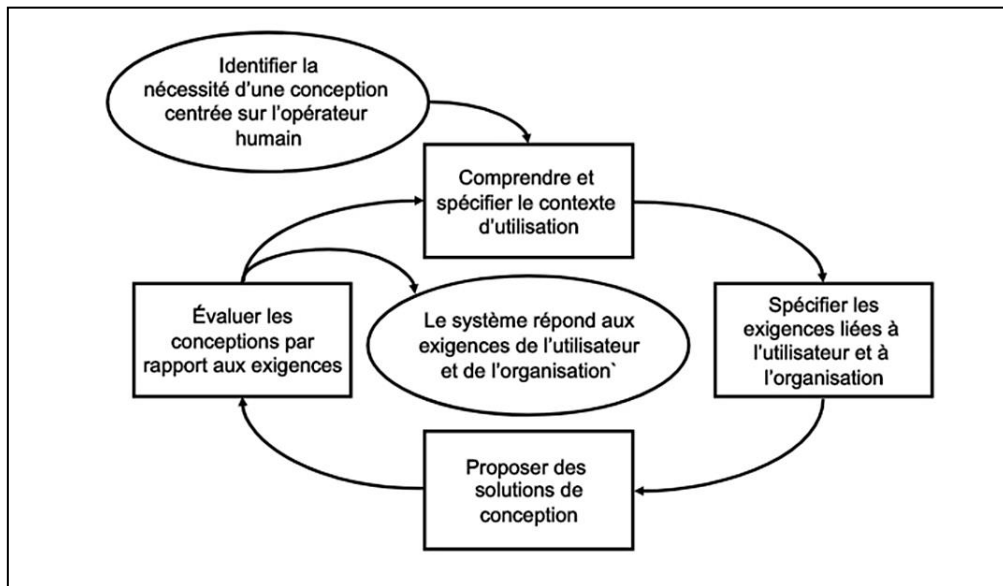 Identifier la
nécessité d'une conception
centrée sur l'opérateur
humain
Comprendre et
spécifier le contexte
d'utilisation
Spécifier les
exigences liées à
l'utilisateur et à
l'organisation
Proposer des
solutions de
conception
Évaluer les
conceptions par
rapport aux exigences
Le système répond aux
exigences de l'utilisateur
et de l'organisation`